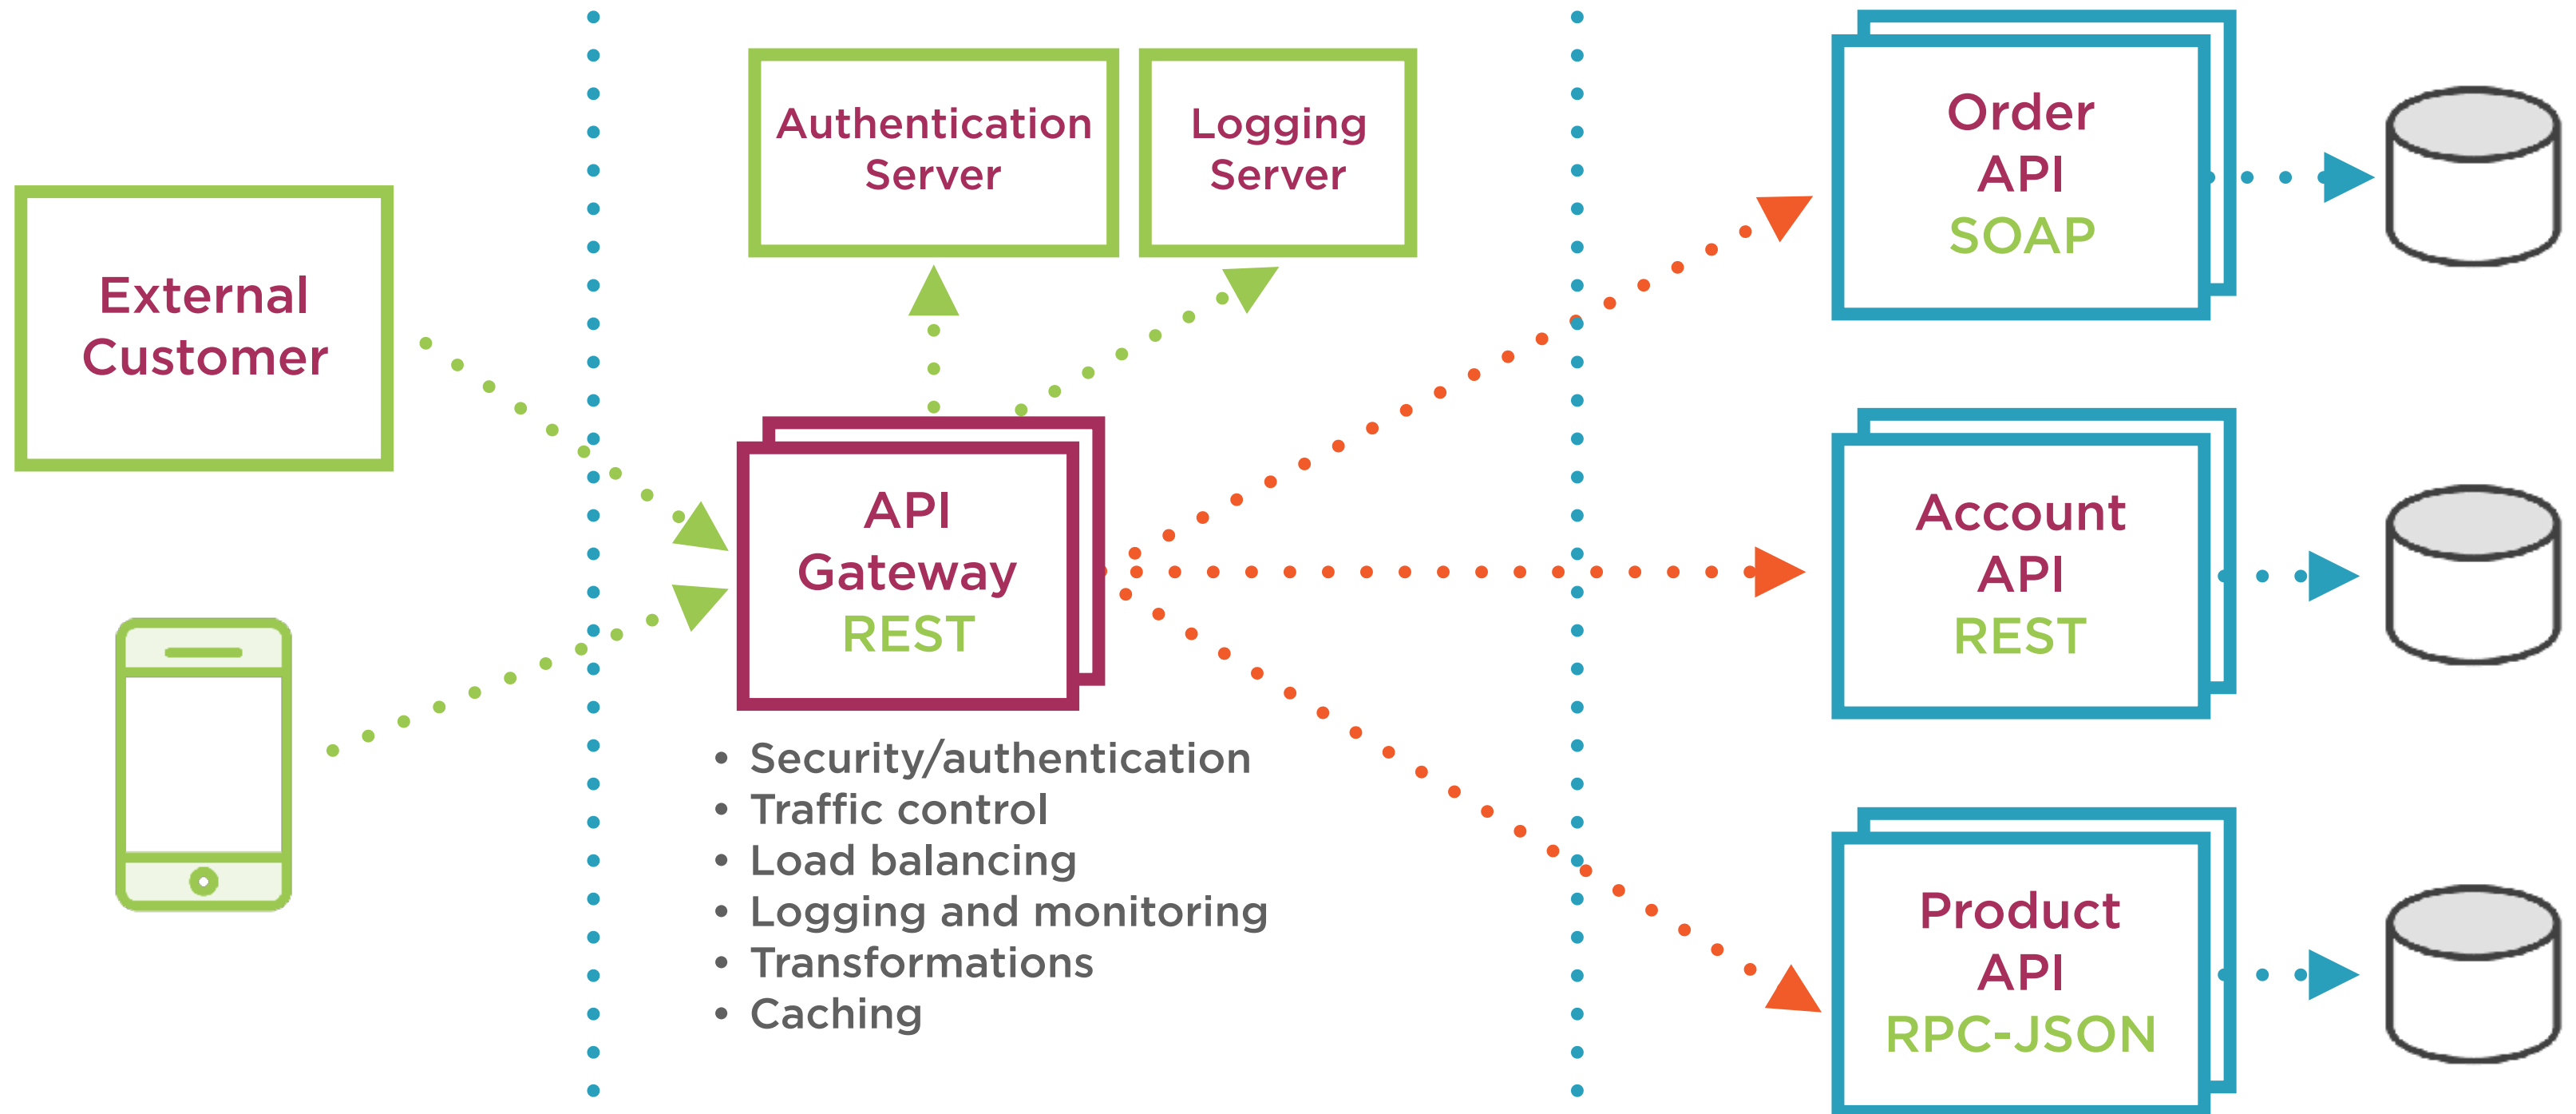 External
Customer
Authentication
Server
Logging
Server
API
Gateway
REST
• Security/authentication
• Traffic control
• Load balancing
• Logging and monitoring
• Transformations
• Caching
Order
API
SOAP
Account
API
REST
Product
API
RPC-JSON